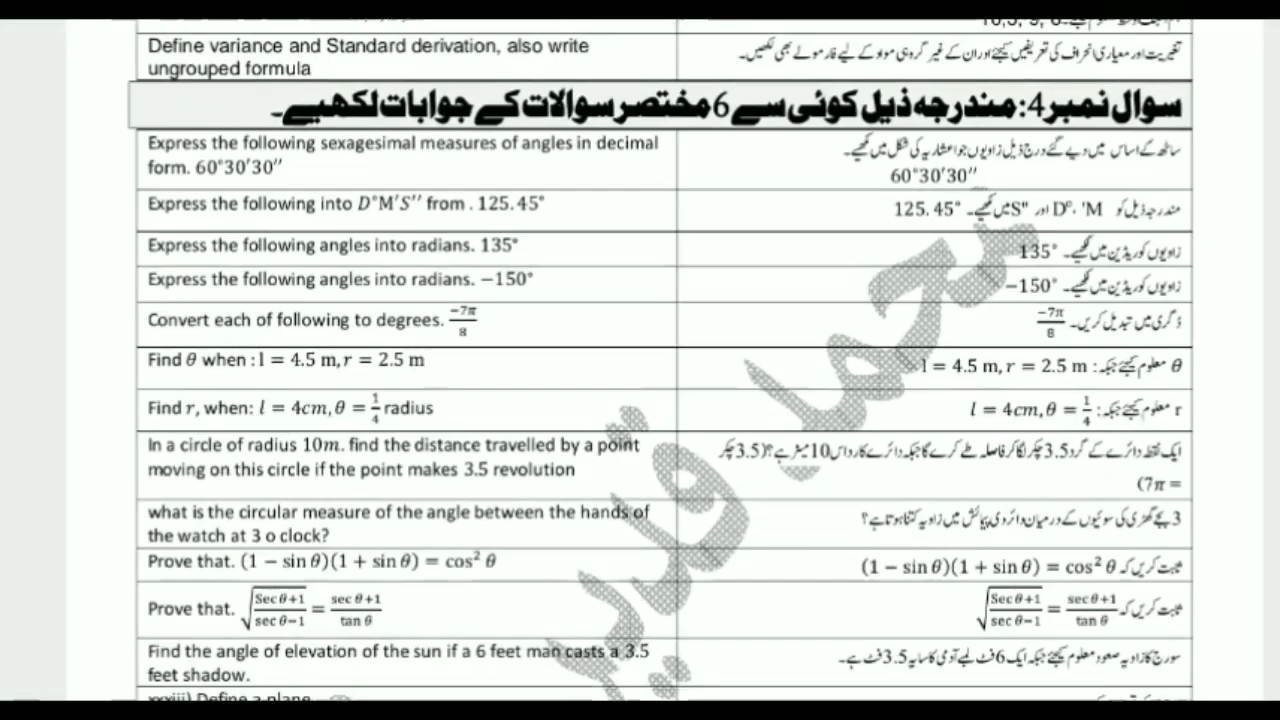 Define variance and Standard derivation, also write
ungrouped formula
تغیریت اور معیاری انحراف کی تعریفیں کیجئے اور ان کے غیر گروہی مواد کے لیے فارمولے بھی لکھیں۔
سوال نمبر4: مندرجہ ذیل کوئی سے 6 مختصر سوالات کے جوابات لکھیے۔
Express the following sexagesimal measures of angles in decimal
form. 60°30′30′′
ساٹھ کے اساس میں دیے گئے درج ذیل زاویوں جو اعشاریہ کی شکل میں لکھیے۔
60°30′30′′
Express the following into D°M′S′′ from . 125.45°
مندرجہ ذیل کو D°، 'M اور S" میں لکھیے۔ 125.45°
Express the following angles into radians. 135°
زاویوں کو ریڈین میں لکھیے۔ 135°
Express the following angles into radians. −150°
زاویوں کو ریڈین میں لکھیے۔ −150°
Convert each of following to degrees. −7π/8
ڈگری میں تبدیل کریں۔ −7π/8
Find θ when : l = 4.5 m, r = 2.5 m
θ معلوم کیجئے جبکہ: l = 4.5 m, r = 2.5 m
Find r, when: l = 4cm, θ = 1/4 radius
r معلوم کیجئے جبکہ: l = 4cm, θ = 1/4
In a circle of radius 10m. find the distance travelled by a point
moving on this circle if the point makes 3.5 revolution
ایک نقطہ دائرے کے گرد 3.5 چکر لگا کر فاصلہ طے کرے گا جبکہ دائرے کا رداس 10 میٹر ہے؟ (3.5 چکر
= 7π)
what is the circular measure of the angle between the hands of
the watch at 3 o clock?
3 بجے گھڑی کی سوئیوں کے درمیان دائروی پیمائش میں زاویہ کتنا ہوتا ہے؟
Prove that. (1 − sin θ)(1 + sin θ) = cos² θ
ثابت کریں کہ (1 − sin θ)(1 + sin θ) = cos² θ
Prove that. √((Sec θ+1)/(sec θ−1)) = (sec θ+1)/(tan θ)
ثابت کریں کہ √((Sec θ+1)/(sec θ−1)) = (sec θ+1)/(tan θ)
Find the angle of elevation of the sun if a 6 feet man casts a 3.5
feet shadow.
سورج کا زاویہ صعود معلوم کیجئے جبکہ ایک 6 فٹ لمبے آدمی کا سایہ 3.5 فٹ ہے۔
xxiii) Define a plane